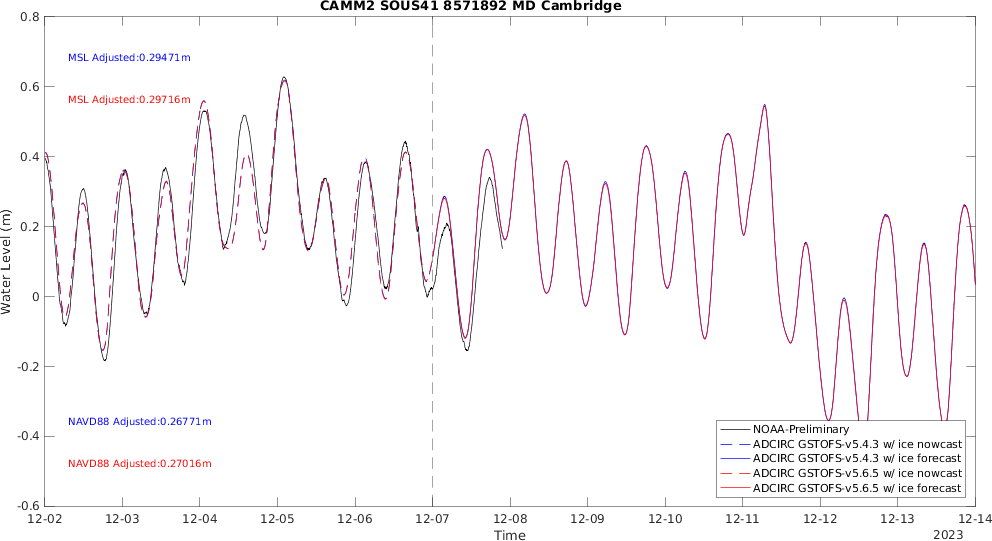 CAMM2 SOUS41 8571892 MD Cambridge
0.8
0.6
0.4
0.2
0
-0.2
-0.4
-0.6
Water Level (m)
MSL Adjusted:0.29471m
MSL Adjusted:0.29716m
NAVD88 Adjusted:0.26771m
NAVD88 Adjusted:0.27016m
NOAA-Preliminary
ADCIRC GSTOFS-v5.4.3 w/ ice nowcast
ADCIRC GSTOFS-v5.4.3 w/ ice forecast
ADCIRC GSTOFS-v5.6.5 w/ ice nowcast
ADCIRC GSTOFS-v5.6.5 w/ ice forecast
12-02 12-03 12-04 12-05 12-06 12-07 12-08 12-09 12-10 12-11 12-12 12-13 12-14
Time
2023